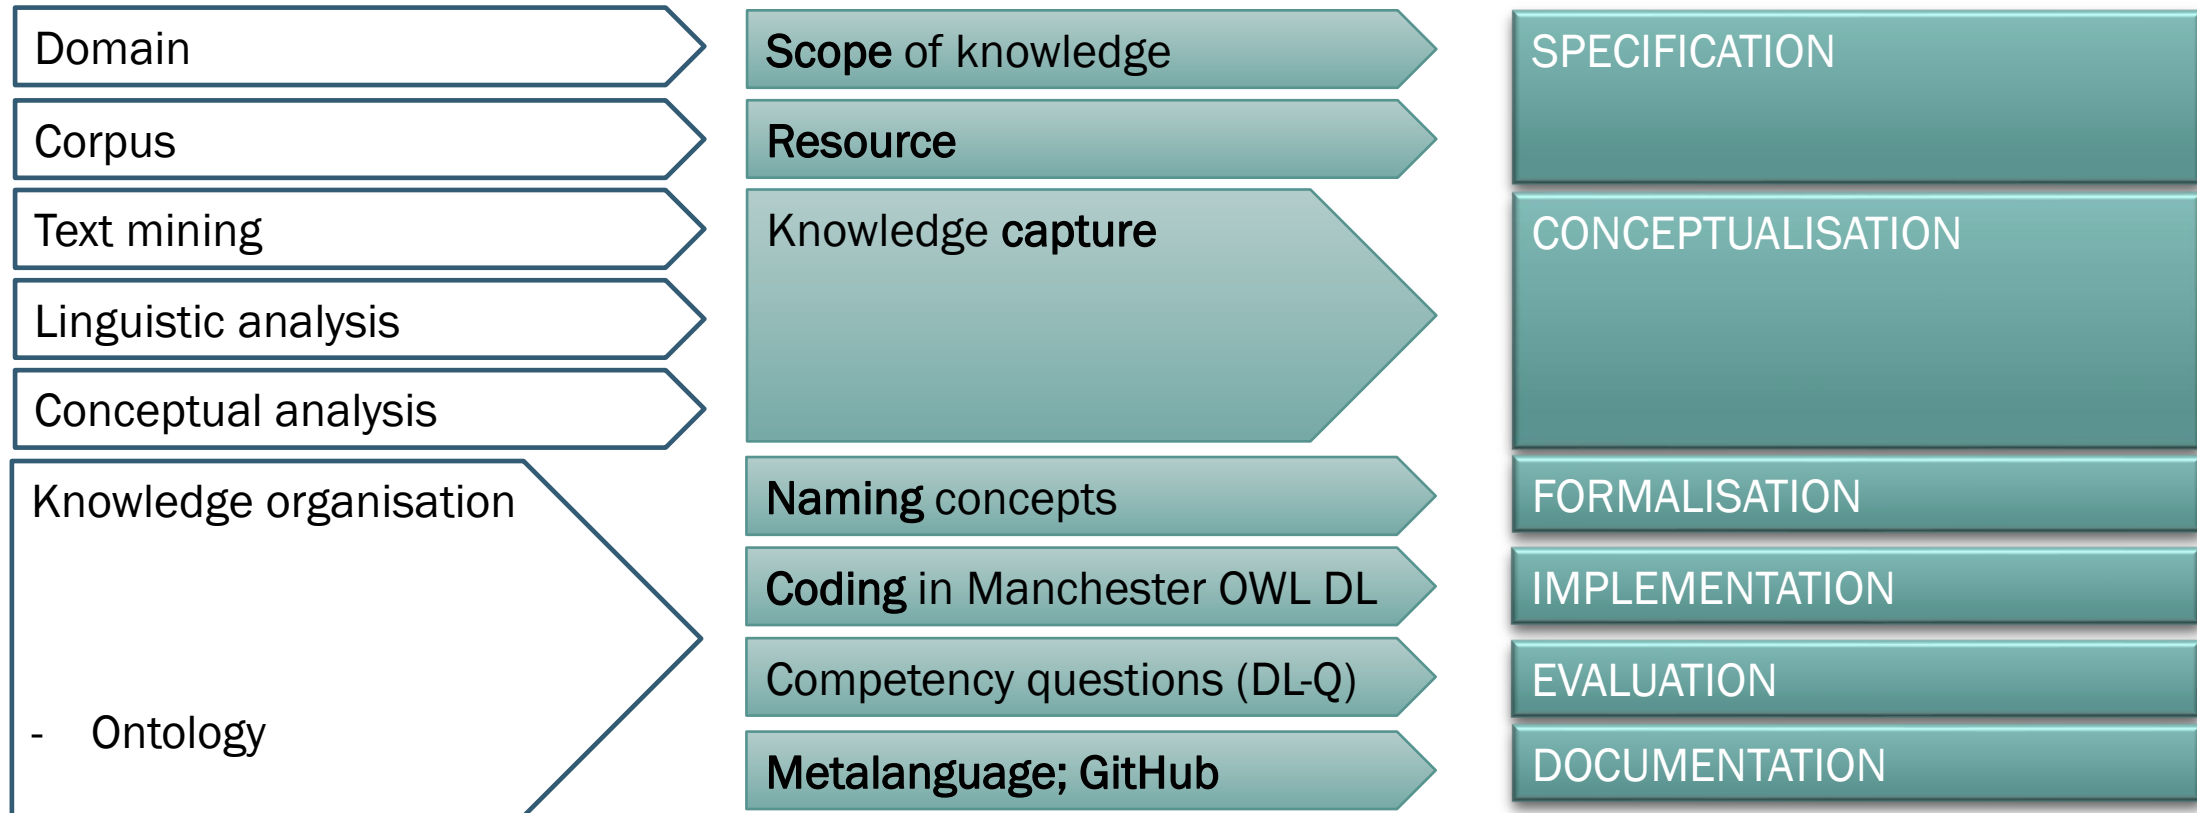 Domain
Scope of knowledge
SPECIFICATION
Corpus
Resource
Text mining
Knowledge capture
CONCEPTUALISATION
Linguistic analysis
Conceptual analysis
Knowledge organisation
Naming concepts
FORMALISATION
Coding in Manchester OWL DL
IMPLEMENTATION
Competency questions (DL-Q)
EVALUATION
- Ontology
Metalanguage; GitHub
DOCUMENTATION